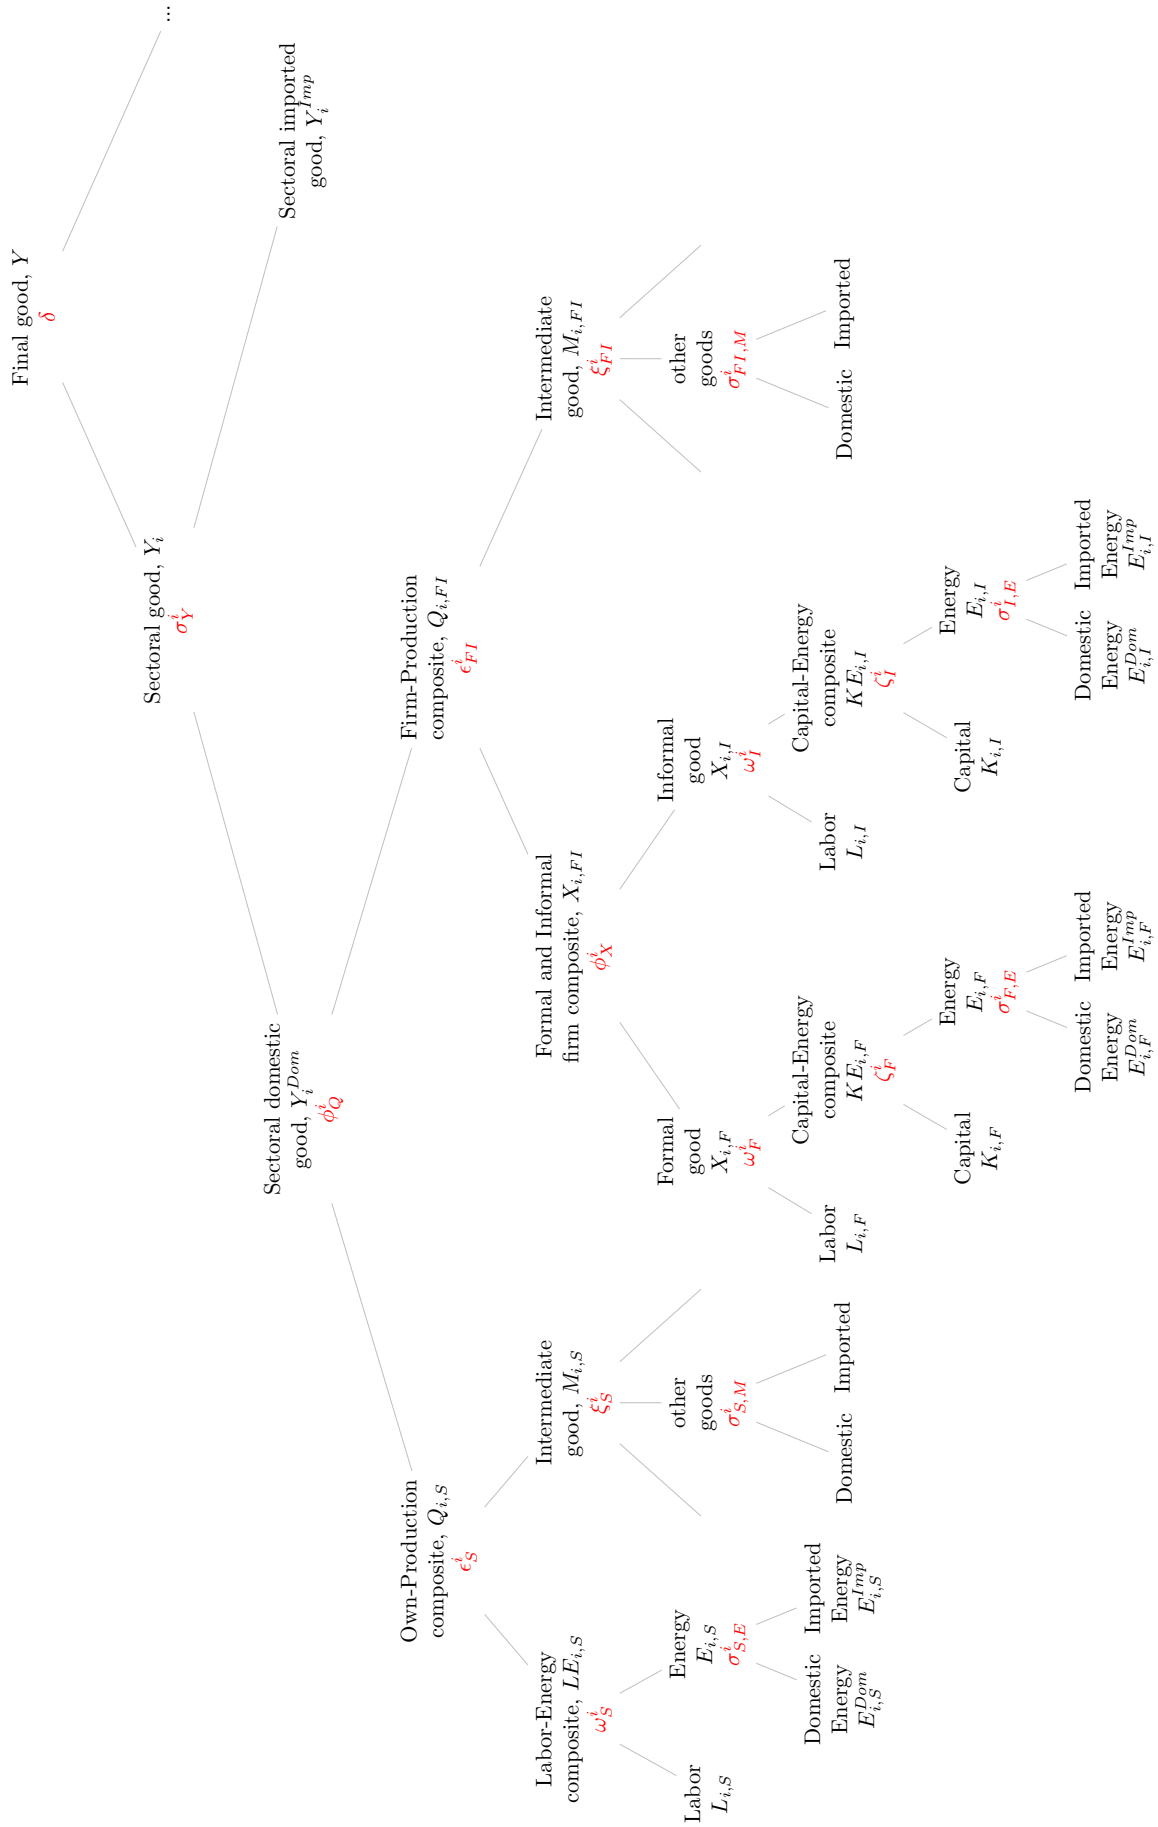 Final good, Y
δ
...
Sectoral good, Y_i
σ^i_Y
Sectoral domestic
good, Y_i^{Dom}
ϕ^i_Q
Sectoral imported
good, Y_i^{Imp}
Own-Production
composite, Q_{i,S}
ϵ^i_S
Firm-Production
composite, Q_{i,FI}
ϵ^i_{FI}
Labor-Energy
composite, LE_{i,S}
ω^i_S
Intermediate
good, M_{i,S}
ξ^i_S
Formal and Informal
firm composite, X_{i,FI}
ϕ^i_X
Intermediate
good, M_{i,FI}
ξ^i_{FI}
Labor
L_{i,S}
Energy
E_{i,S}
σ^i_{S,E}
other
goods
σ^i_{S,M}
Formal
good
X_{i,F}
ω^i_F
Informal
good
X_{i,I}
ω^i_I
other
goods
σ^i_{FI,M}
Domestic
Energy
E_{i,S}^{Dom}
Imported
Energy
E_{i,S}^{Imp}
Domestic
Imported
Labor
L_{i,F}
Capital-Energy
composite
KE_{i,F}
ζ^i_F
Labor
L_{i,I}
Capital-Energy
composite
KE_{i,I}
ζ^i_I
Domestic
Imported
Capital
K_{i,F}
Energy
E_{i,F}
σ^i_{F,E}
Capital
K_{i,I}
Energy
E_{i,I}
σ^i_{I,E}
Domestic
Energy
E_{i,F}^{Dom}
Imported
Energy
E_{i,F}^{Imp}
Domestic
Energy
E_{i,I}^{Dom}
Imported
Energy
E_{i,I}^{Imp}